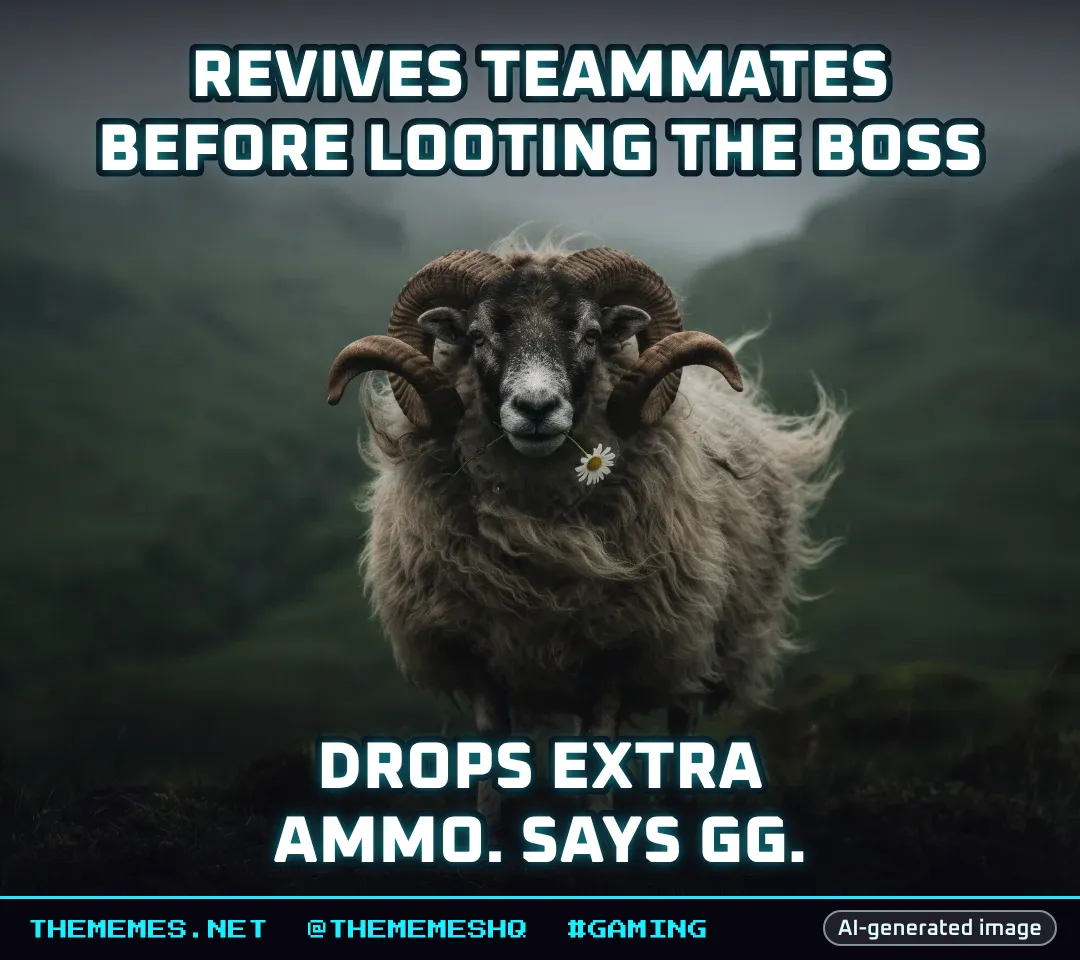 REVIVES TEAMMATES
BEFORE LOOTING THE BOSS
DROPS EXTRA
AMMO. SAYS GG.
THEMEMES.NET @THEMEMESHQ #GAMING AI-generated image